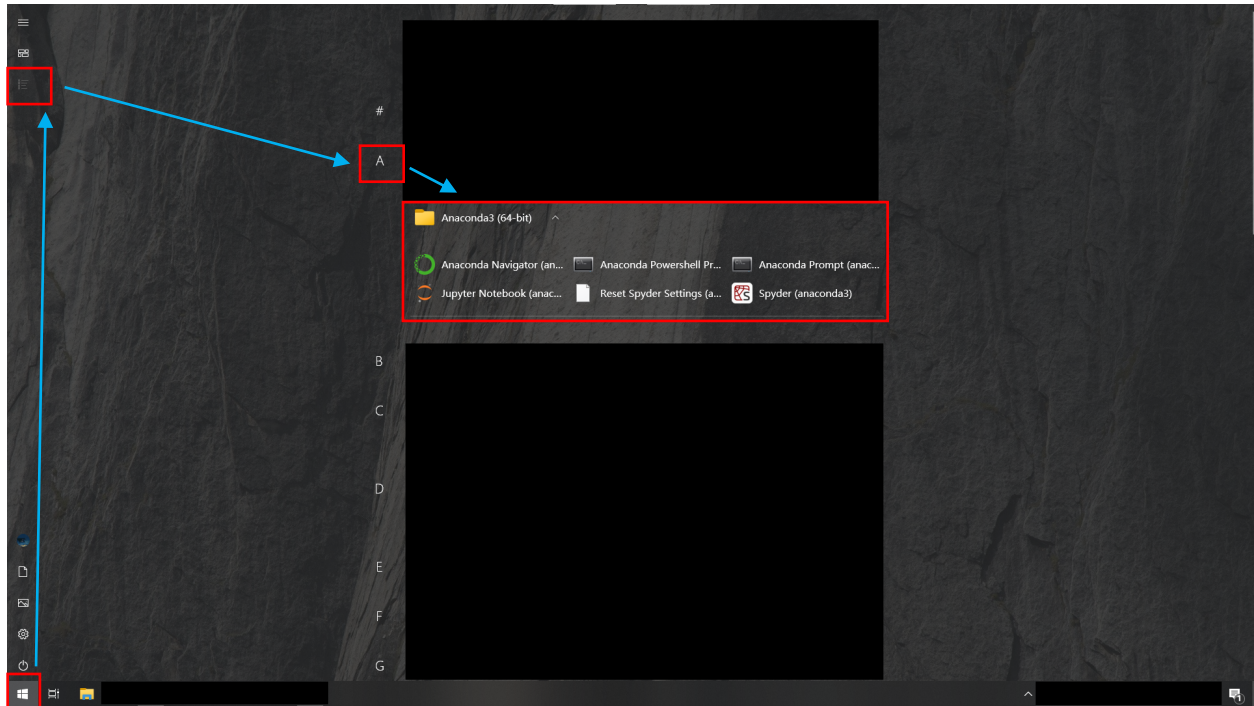 #
A
Anaconda3 (64-bit)
Anaconda Navigator (an... Anaconda Powershell Pr... Anaconda Prompt (anac...
Jupyter Notebook (anac... Reset Spyder Settings (a... Spyder (anaconda3)
B
C
D
E
F
G
1